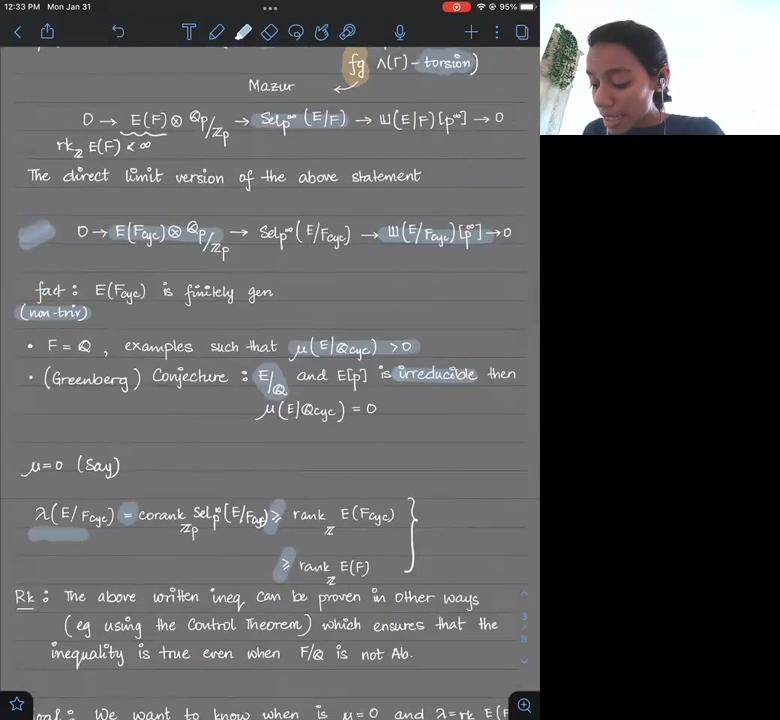 12:33 PM Mon Jan 31
95%
fg Λ(Γ)-torsion)
Mazur
0 → E(F) ⊗ ℚp/ℤp → Selp∞(E/F) → Ш(E/F)[p∞] → 0
rkℤ E(F) < ∞
The direct limit version of the above statement
0 → E(Fcyc) ⊗ ℚp/ℤp → Selp∞(E/Fcyc) → Ш(E/Fcyc)[p∞] → 0
fact : E(Fcyc) is finitely gen
(non-triv)
• F = ℚ , examples such that μ(E/ℚcyc) > 0
• (Greenberg) Conjecture : E/ℚ and E[p] is irreducible then
μ(E/ℚcyc) = 0
μ=0 (Say)
λ(E/Fcyc) = corankℤp Selp∞(E/Fcyc) ≥ rankℤ E(Fcyc)
≥ rankℤ E(F)
Rk : The above written ineq can be proven in other ways
(eg using the Control Theorem) which ensures that the
inequality is true even when F/ℚ is not Ab.
3/8
We want to know when is μ=0 and λ=rk E(F